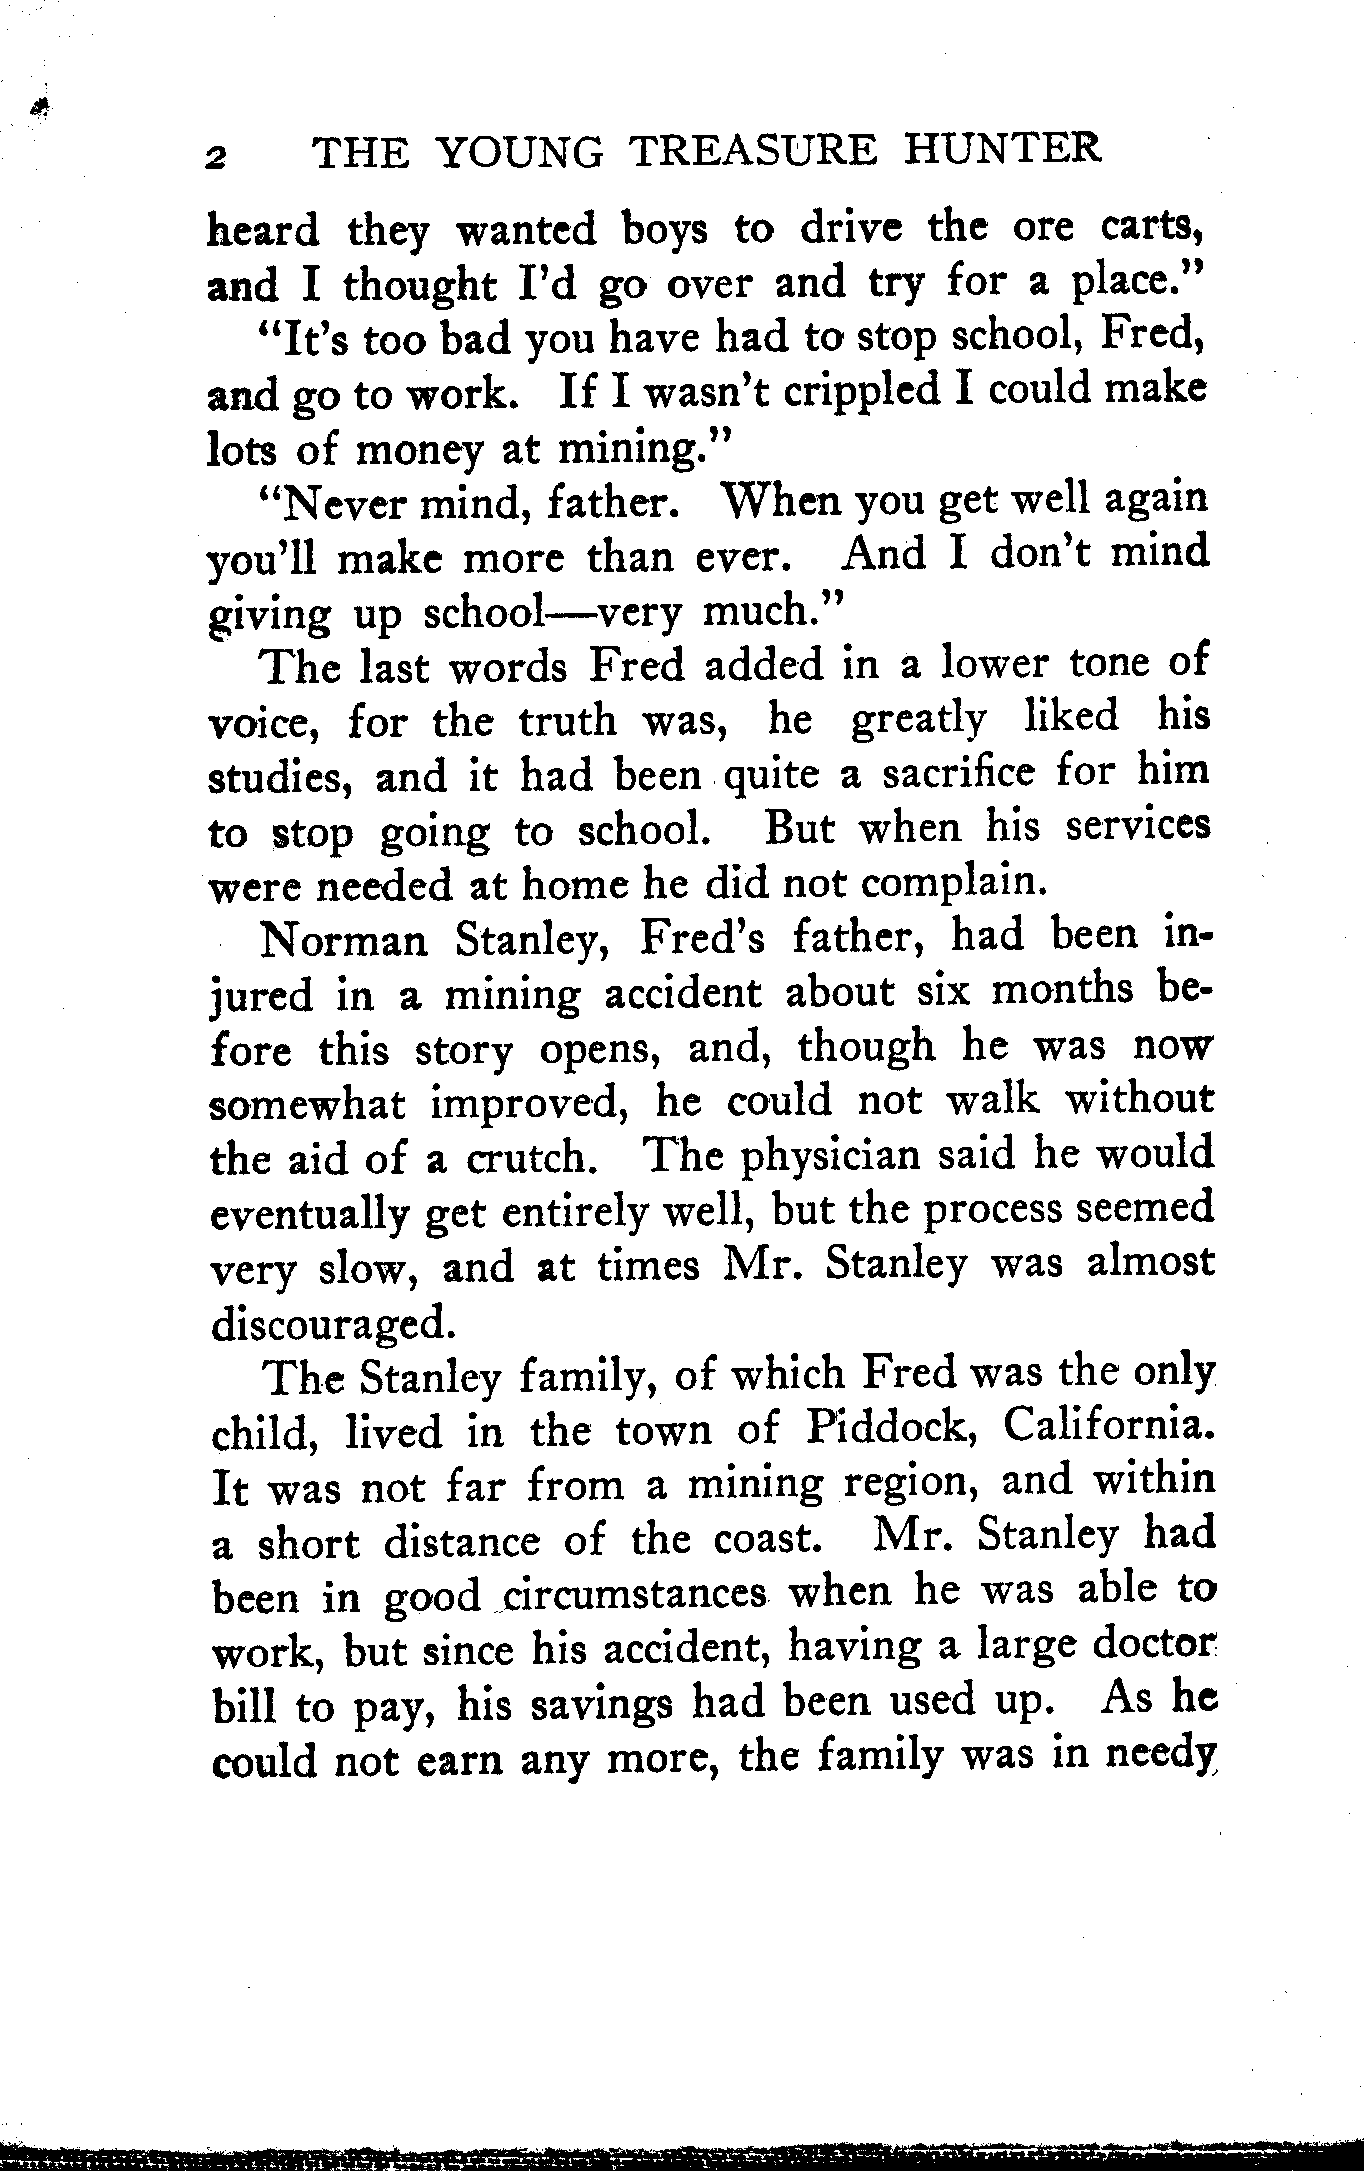 2 THE YOUNG TREASURE HUNTER
heard they wanted boys to drive the ore carts,
and I thought I'd go over and try for a place."
"It's too bad you have had to stop school, Fred,
and go to work. If I wasn't crippled I could make
lots of money at mining."
"Never mind, father. When you get well again
you'll make more than ever. And I don't mind
giving up school—very much."
The last words Fred added in a lower tone of
voice, for the truth was, he greatly liked his
studies, and it had been quite a sacrifice for him
to stop going to school. But when his services
were needed at home he did not complain.
Norman Stanley, Fred's father, had been in-
jured in a mining accident about six months be-
fore this story opens, and, though he was now
somewhat improved, he could not walk without
the aid of a crutch. The physician said he would
eventually get entirely well, but the process seemed
very slow, and at times Mr. Stanley was almost
discouraged.
The Stanley family, of which Fred was the only
child, lived in the town of Piddock, California.
It was not far from a mining region, and within
a short distance of the coast. Mr. Stanley had
been in good circumstances when he was able to
work, but since his accident, having a large doctor
bill to pay, his savings had been used up. As he
could not earn any more, the family was in needy